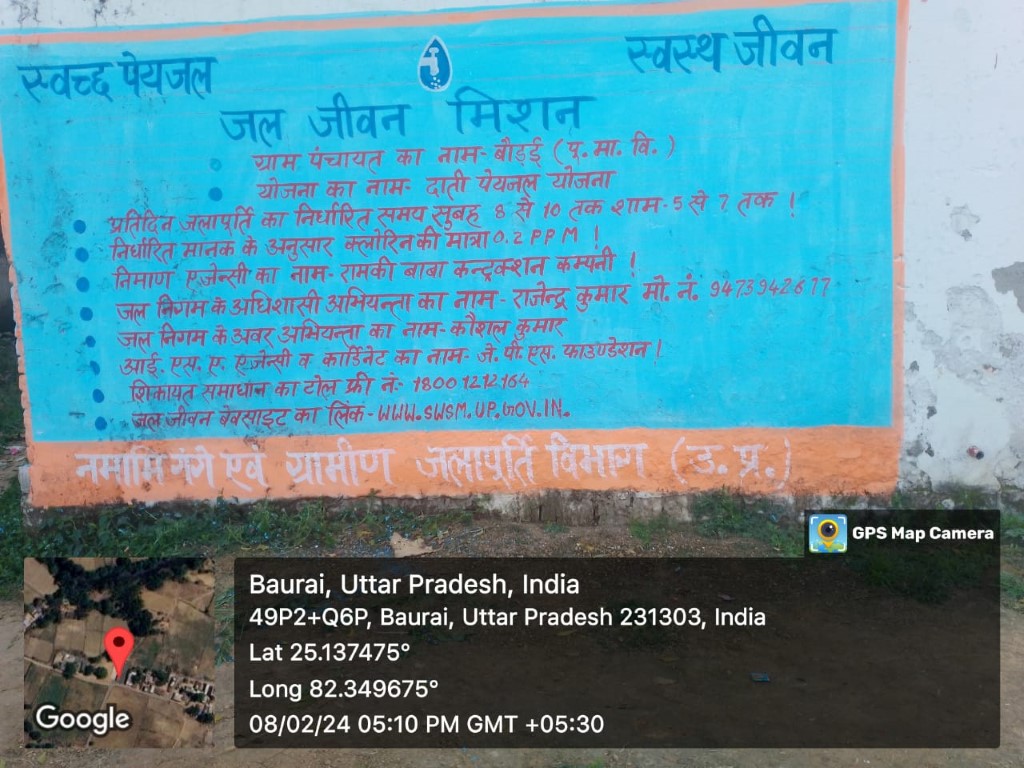 स्वच्छ पेयजल
स्वस्थ जीवन
जल जीवन मिशन
ग्राम पंचायत का नाम- बौड़ई (पू. मा. वि.)
योजना का नाम- दाती पेयनल योजना
प्रतिदिन जलापूर्ति का निर्धारित समय सुबह 8 से 10 तक शाम-5 से 7 तक !
निर्धारित मानक के अनुसार क्लोरिन की मात्रा 0.2 P P M !
निमाण एजेन्सी का नाम- रामकी बाबा कन्ट्रक्शन कम्पनी !
जल निगम के अधिशासी अभियन्ता का नाम- राजेन्द्र कुमार मो. नं. 9473942677
जल निगम के अवर अभियन्ता का नाम- कौशल कुमार
आई. एस. ए. एजेन्सी व कार्डिनेट का नाम- जे. पी. एस. फाउण्डेशन !
शिकायत समाधान का टोल फ्री नं:- 18001212164
जल जीवन वेवसाइट का लिंक- WWW.SWSM.UP.GOV.IN.
नमामि गंगे एवं ग्रामीण जलापूर्ति विभाग (उ. प्र.)
GPS Map Camera
Baurai, Uttar Pradesh, India
49P2+Q6P, Baurai, Uttar Pradesh 231303, India
Lat 25.137475°
Long 82.349675°
08/02/24 05:10 PM GMT +05:30
Google